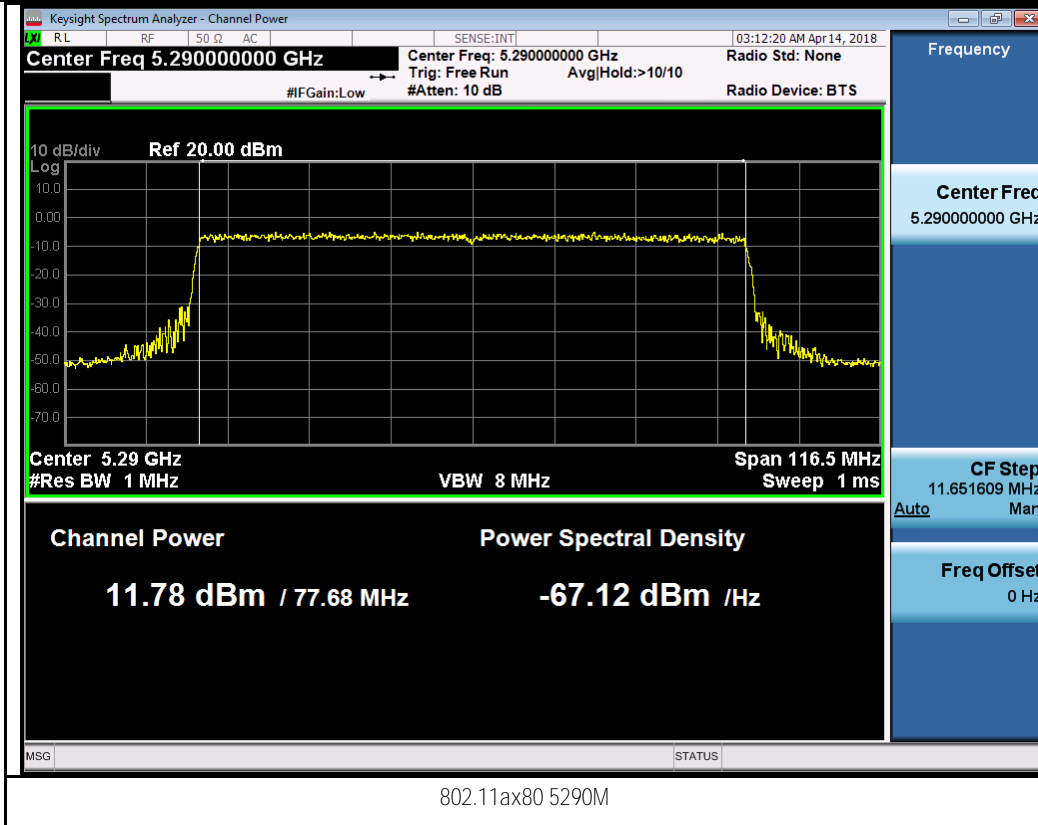 Keysight Spectrum Analyzer - Channel Power
LXI RL RF 50 Ω AC SENSE:INT 03:12:20 AM Apr 14, 2018
Center Freq 5.290000000 GHz
#IFGain:Low
Center Freq: 5.290000000 GHz
Trig: Free Run Avg|Hold:>10/10
#Atten: 10 dB
Radio Std: None
Radio Device: BTS
10 dB/div Ref 20.00 dBm
Log
10.0
0.00
-10.0
-20.0
-30.0
-40.0
-50.0
-60.0
-70.0
Center 5.29 GHz Span 116.5 MHz
#Res BW 1 MHz VBW 8 MHz Sweep 1 ms
Channel Power Power Spectral Density
11.78 dBm / 77.68 MHz -67.12 dBm /Hz
MSG STATUS
Frequency
Center Freq
5.290000000 GHz
CF Step
11.651609 MHz
Auto Man
Freq Offset
0 Hz
802.11ax80 5290M